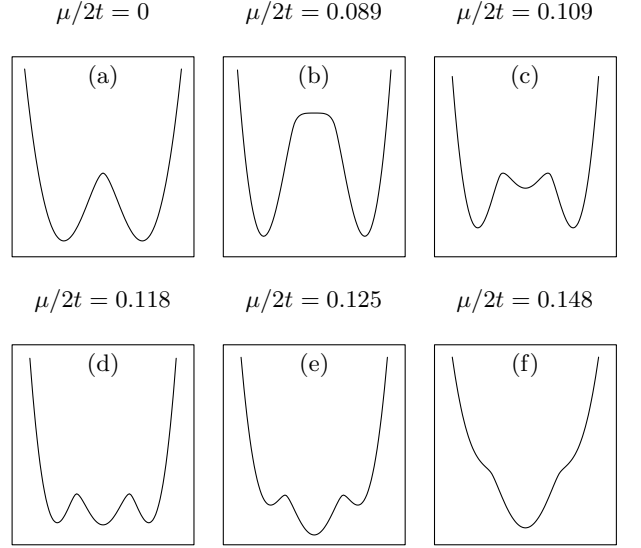 μ/2t = 0 μ/2t = 0.089 μ/2t = 0.109
(a) (b) (c)
μ/2t = 0.118 μ/2t = 0.125 μ/2t = 0.148
(d) (e) (f)